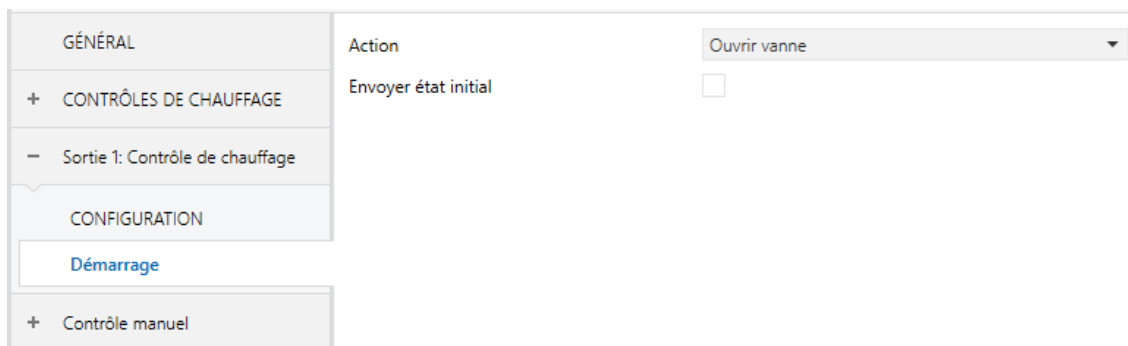 GÉNÉRAL
+ CONTRÔLES DE CHAUFFAGE
− Sortie 1: Contrôle de chauffage
CONFIGURATION
Démarrage
+ Contrôle manuel
Action Ouvrir vanne
Envoyer état initial